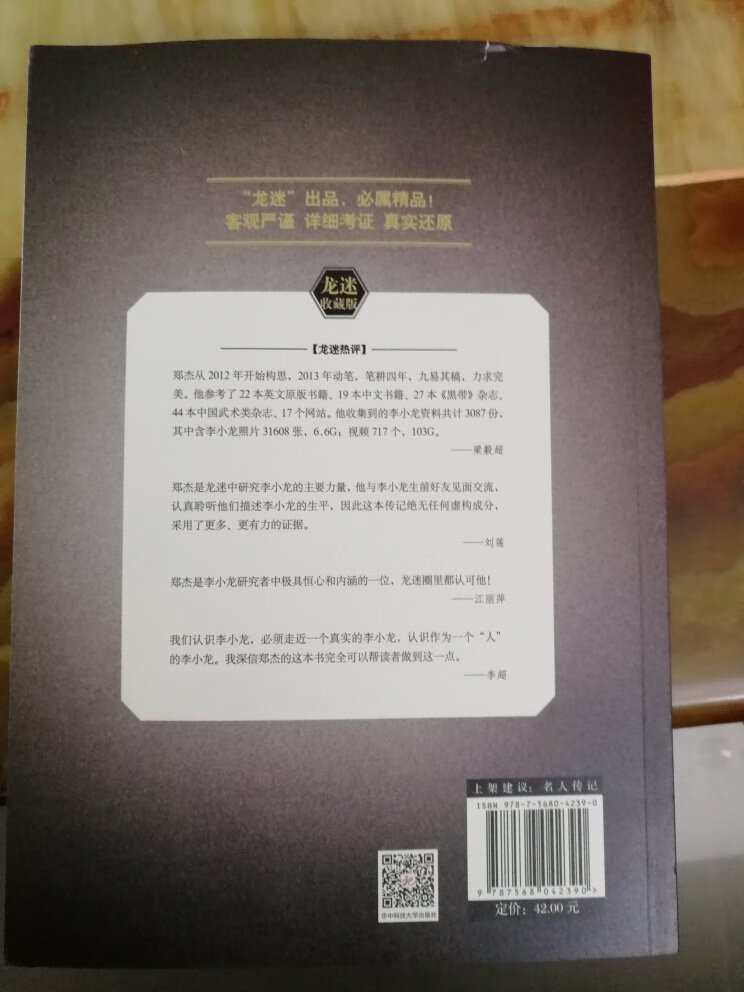 “龙迷”出品，必属精品！
客观严谨 详细考证 真实还原
龙迷
收藏版
【龙迷热评】
郑杰从 2012 年开始构思，2013 年动笔，笔耕四年，九易其稿，力求完
美。他参考了 22 本英文原版书籍、19 本中文书籍、27 本《黑带》杂志、
44 本中国武术类杂志、17 个网站。他收集到的李小龙资料共计 3087 份，
其中含李小龙照片 31608 张，6.6G；视频 717 个，103G。
——梁毅超
郑杰是龙迷中研究李小龙的主要力量，他与李小龙生前好友见面交流，
认真聆听他们描述李小龙的生平，因此这本传记绝无任何虚构成分，
采用了更多、更有力的证据。
——刘莲
郑杰是李小龙研究者中极具恒心和内涵的一位，龙迷圈里都认可他！
——江丽萍
我们认识李小龙，必须走近一个真实的李小龙，认识作为一个“人”
的李小龙。我深信郑杰的这本书完全可以帮读者做到这一点。
——李超
上架建议：名人传记
ISBN 978-7-5680-4239-0
9 787568 042390 >
定价：42.00 元
华中科技大学出版社